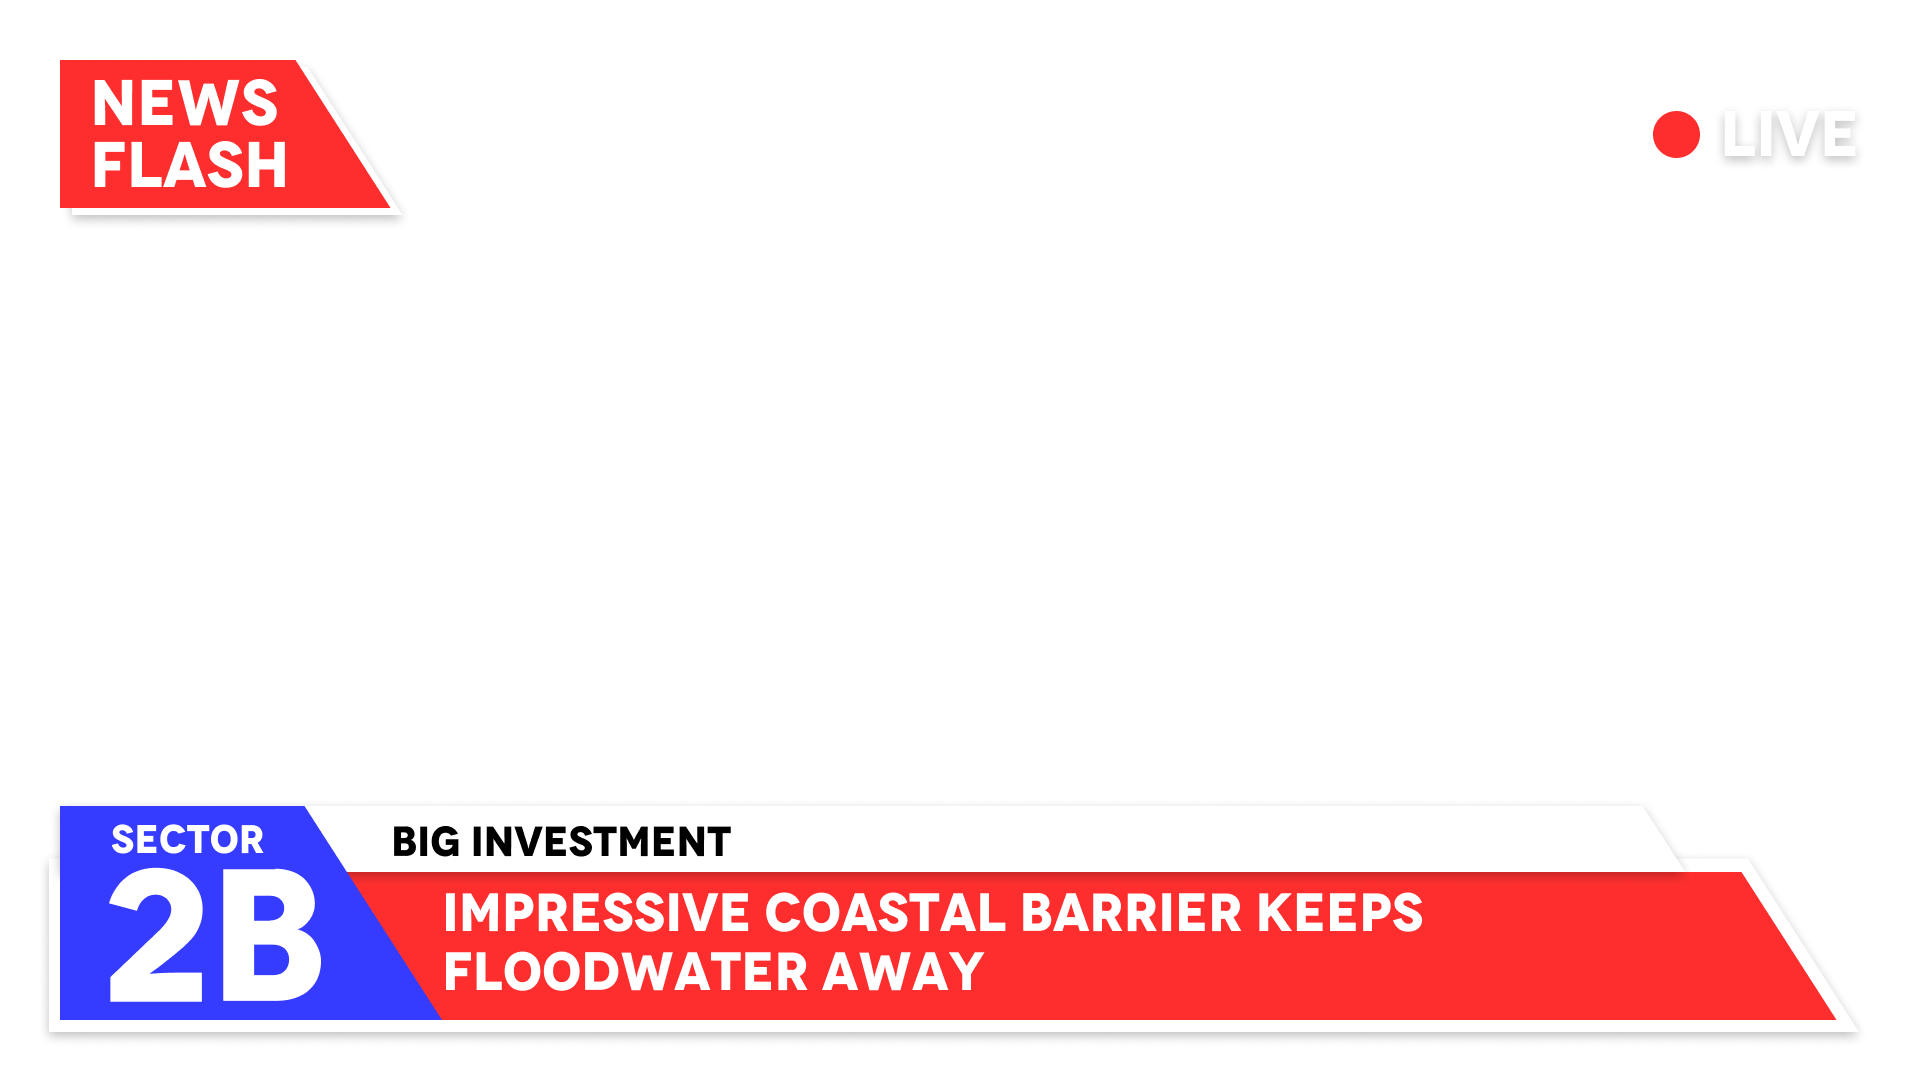 NEWS
FLASH
LIVE
SECTOR
2B
BIG INVESTMENT
IMPRESSIVE COASTAL BARRIER KEEPS
FLOODWATER AWAY